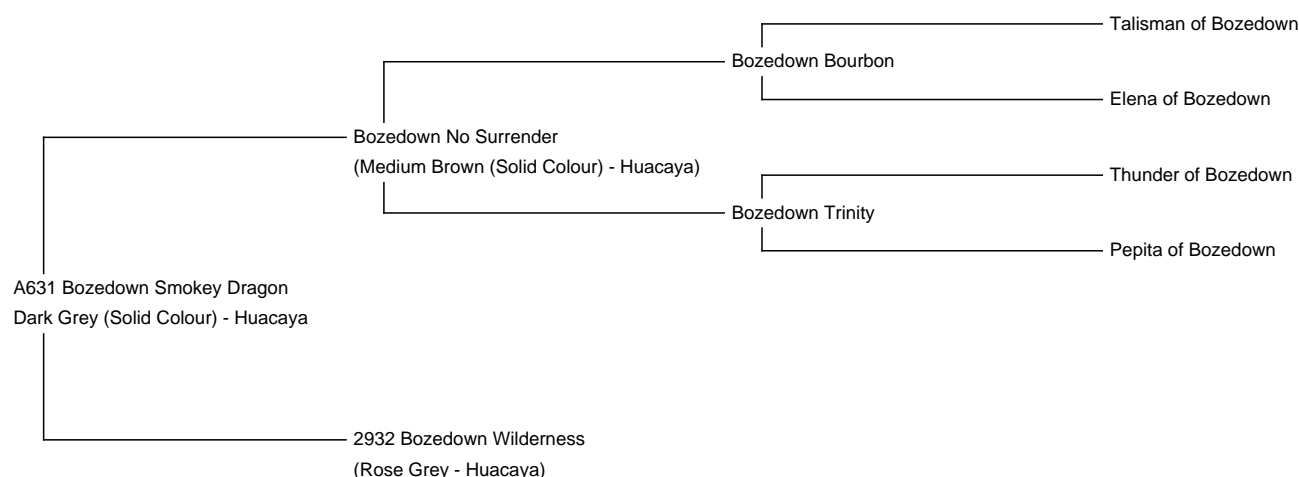 Talisman of Bozedown
Bozedown Bourbon
Elena of Bozedown
Bozedown No Surrender
(Medium Brown (Solid Colour) - Huacaya)
Thunder of Bozedown
Bozedown Trinity
Pepita of Bozedown
A631 Bozedown Smokey Dragon
Dark Grey (Solid Colour) - Huacaya
2932 Bozedown Wilderness
(Rose Grey - Huacaya)